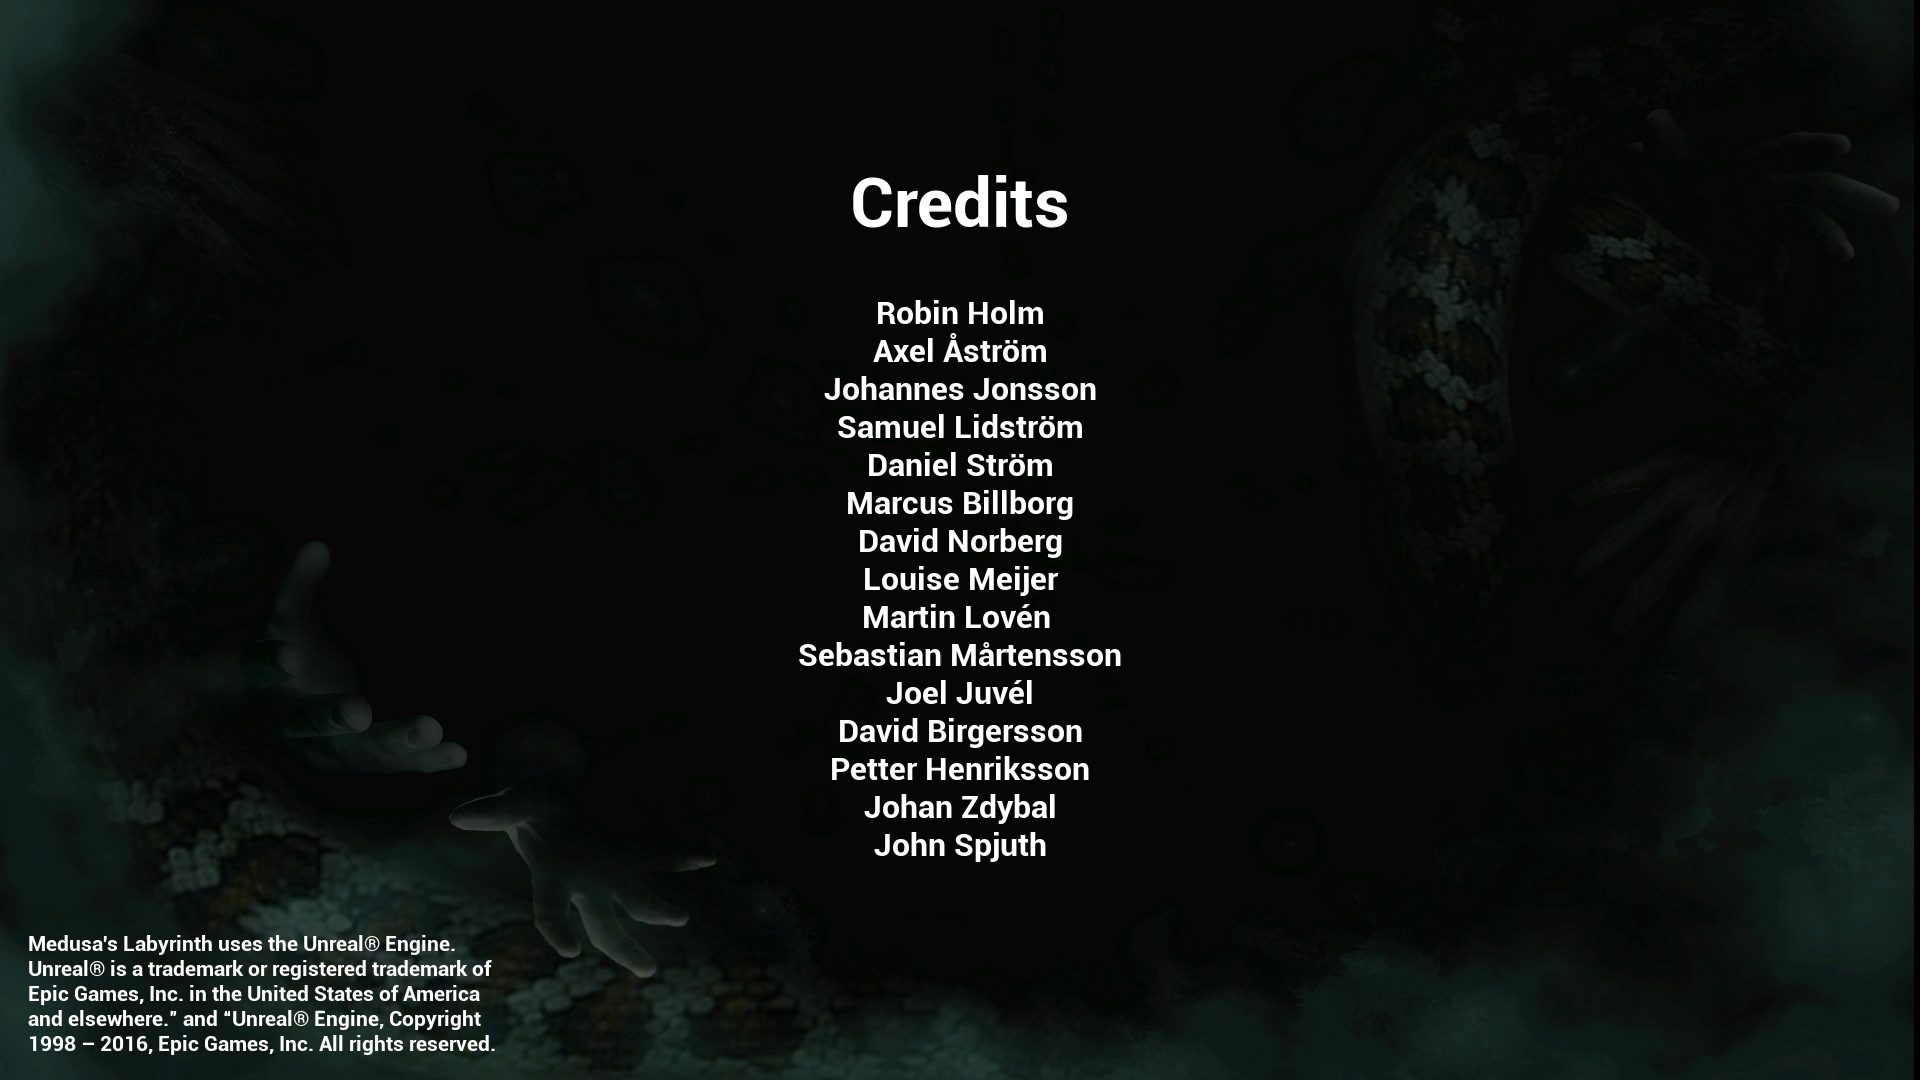 Credits
Robin Holm
Axel Åström
Johannes Jonsson
Samuel Lidström
Daniel Ström
Marcus Billborg
David Norberg
Louise Meijer
Martin Lovén
Sebastian Mårtensson
Joel Juvél
David Birgersson
Petter Henriksson
Johan Zdybal
John Spjuth
Medusa's Labyrinth uses the Unreal® Engine.
Unreal® is a trademark or registered trademark of
Epic Games, Inc. in the United States of America
and elsewhere.” and “Unreal® Engine, Copyright
1998 – 2016, Epic Games, Inc. All rights reserved.